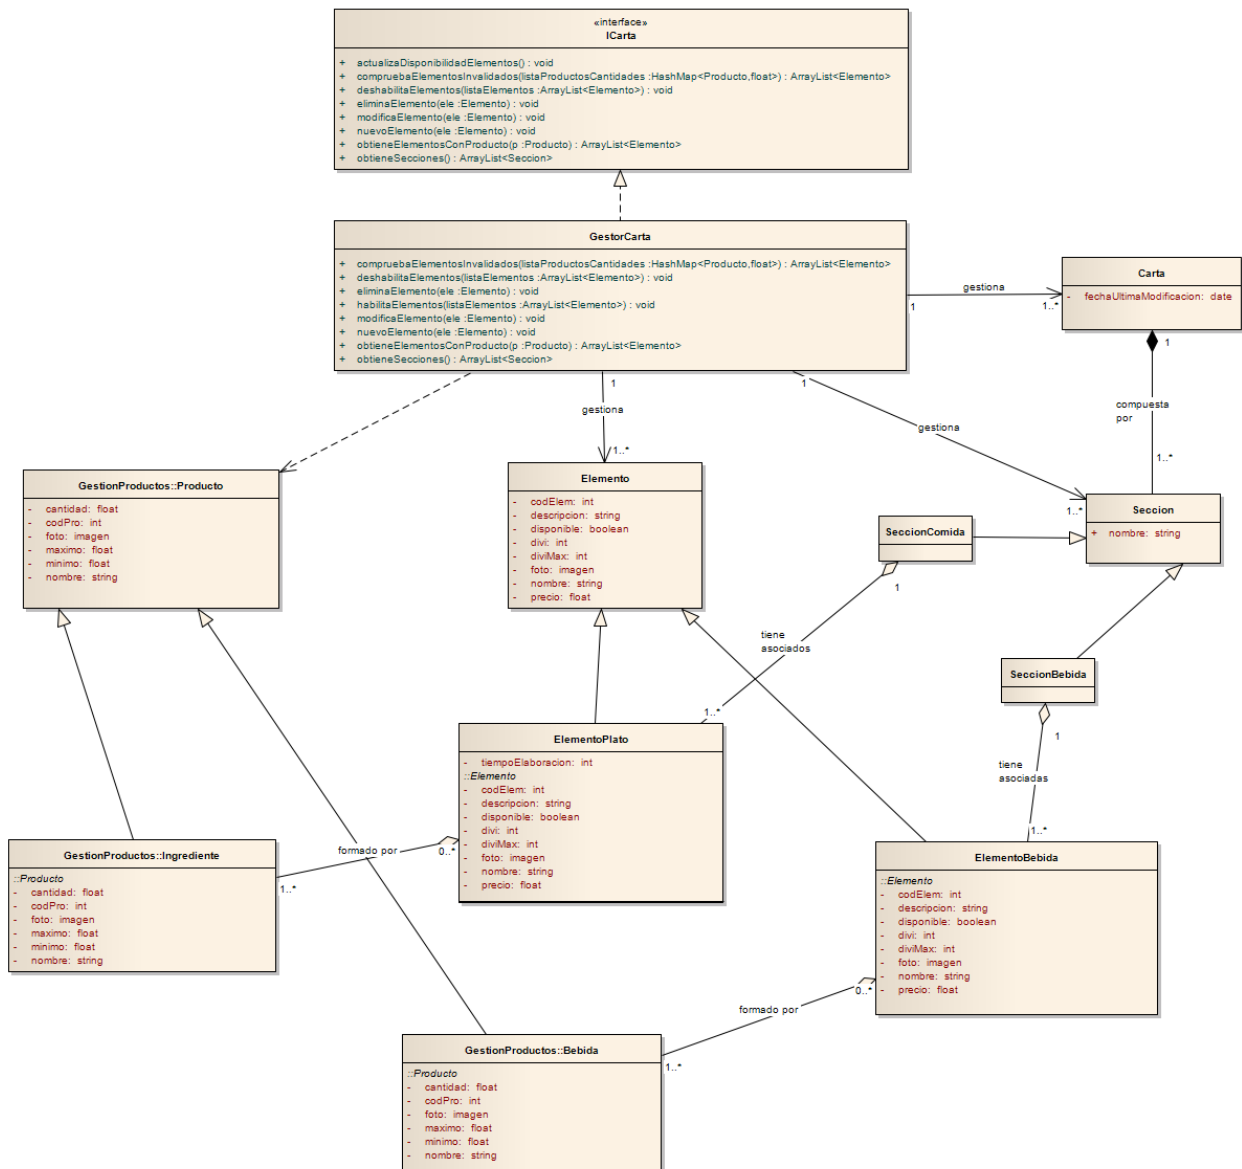 «interface»
ICarta
+ actualizaDisponibilidadElementos() : void
+ compruebaElementosInvalidados(listaProductosCantidades :HashMap<Producto,float>) : ArrayList<Elemento>
+ deshabilitaElementos(listaElementos :ArrayList<Elemento>) : void
+ eliminaElemento(ele :Elemento) : void
+ modificaElemento(ele :Elemento) : void
+ nuevoElemento(ele :Elemento) : void
+ obtieneElementosConProducto(p :Producto) : ArrayList<Elemento>
+ obtieneSecciones() : ArrayList<Seccion>
GestorCarta
+ compruebaElementosInvalidados(listaProductosCantidades :HashMap<Producto,float>) : ArrayList<Elemento>
+ deshabilitaElementos(listaElementos :ArrayList<Elemento>) : void
+ eliminaElemento(ele :Elemento) : void
+ habilitaElementos(listaElementos :ArrayList<Elemento>) : void
+ modificaElemento(ele :Elemento) : void
+ nuevoElemento(ele :Elemento) : void
+ obtieneElementosConProducto(p :Producto) : ArrayList<Elemento>
+ obtieneSecciones() : ArrayList<Seccion>
gestiona
1
1..*
Carta
- fechaUltimaModificacion: date
1
compuesta
por
1..*
1
gestiona
1..*
1
gestiona
1..*
GestionProductos::Producto
- cantidad: float
- codPro: int
- foto: imagen
- maximo: float
- minimo: float
- nombre: string
Elemento
- codElem: int
- descripcion: string
- disponible: boolean
- divi: int
- diviMax: int
- foto: imagen
- nombre: string
- precio: float
SeccionComida
1
Seccion
+ nombre: string
tiene
asociados
1..*
SeccionBebida
1
tiene
asociadas
1..*
ElementoPlato
- tiempoElaboracion: int
::Elemento
- codElem: int
- descripcion: string
- disponible: boolean
- divi: int
- diviMax: int
- foto: imagen
- nombre: string
- precio: float
formado por
0..*
1..*
GestionProductos::Ingrediente
::Producto
- cantidad: float
- codPro: int
- foto: imagen
- maximo: float
- minimo: float
- nombre: string
ElementoBebida
::Elemento
- codElem: int
- descripcion: string
- disponible: boolean
- divi: int
- diviMax: int
- foto: imagen
- nombre: string
- precio: float
0..*
formado por
1..*
GestionProductos::Bebida
::Producto
- cantidad: float
- codPro: int
- foto: imagen
- maximo: float
- minimo: float
- nombre: string